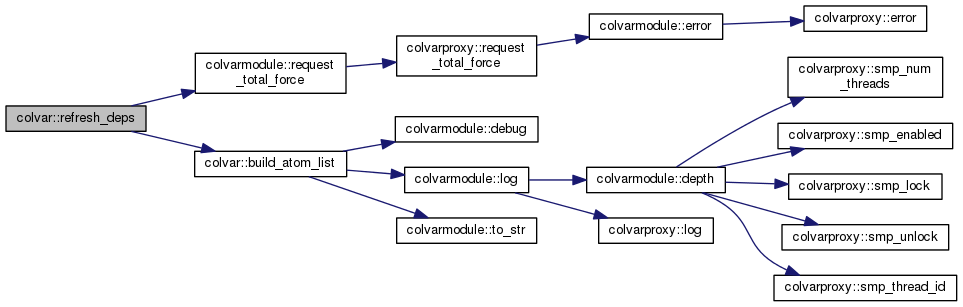 colvar::refresh_deps
colvarmodule::request
_total_force
colvarproxy::request
_total_force
colvarmodule::error
colvarproxy::error
colvar::build_atom_list
colvarmodule::debug
colvarmodule::log
colvarmodule::to_str
colvarmodule::depth
colvarproxy::log
colvarproxy::smp_num
_threads
colvarproxy::smp_enabled
colvarproxy::smp_lock
colvarproxy::smp_unlock
colvarproxy::smp_thread_id